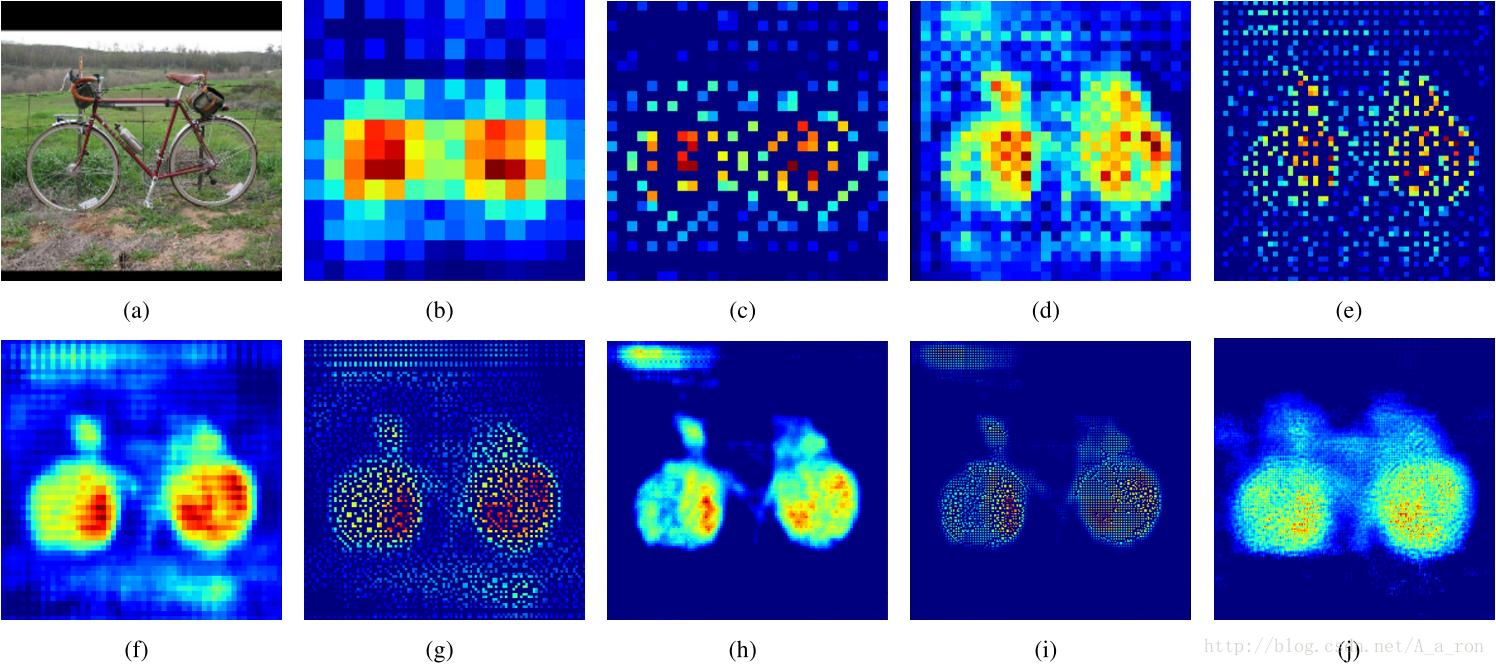 (a) (b) (c) (d) (e)
(f) (g) (h) (i) (j)
http://blog.csdn.net/A_a_ron